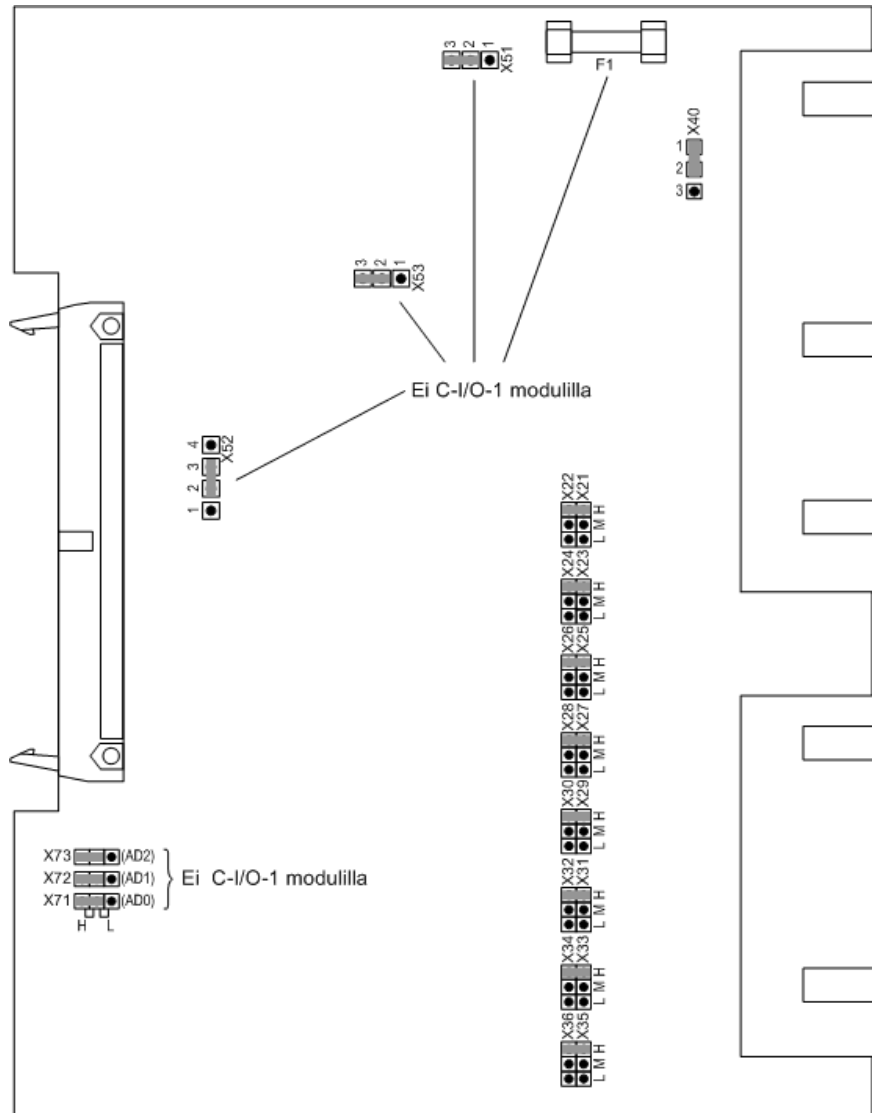 3 2 1
X51
F1
X40
1
2
3
3 2 1
X53
Ei C-I/O-1 modulilla
4
3
2
1
X52
X22 X21
H
M
L
X24 X23
H
M
L
X26 X25
H
M
L
X28 X27
H
M
L
X30 X29
H
M
L
X73 (AD2)
X72 (AD1)
X71 (AD0)
H L
Ei C-I/O-1 modulilla
X32 X31
H
M
L
X34 X33
H
M
L
X36 X35
H
M
L